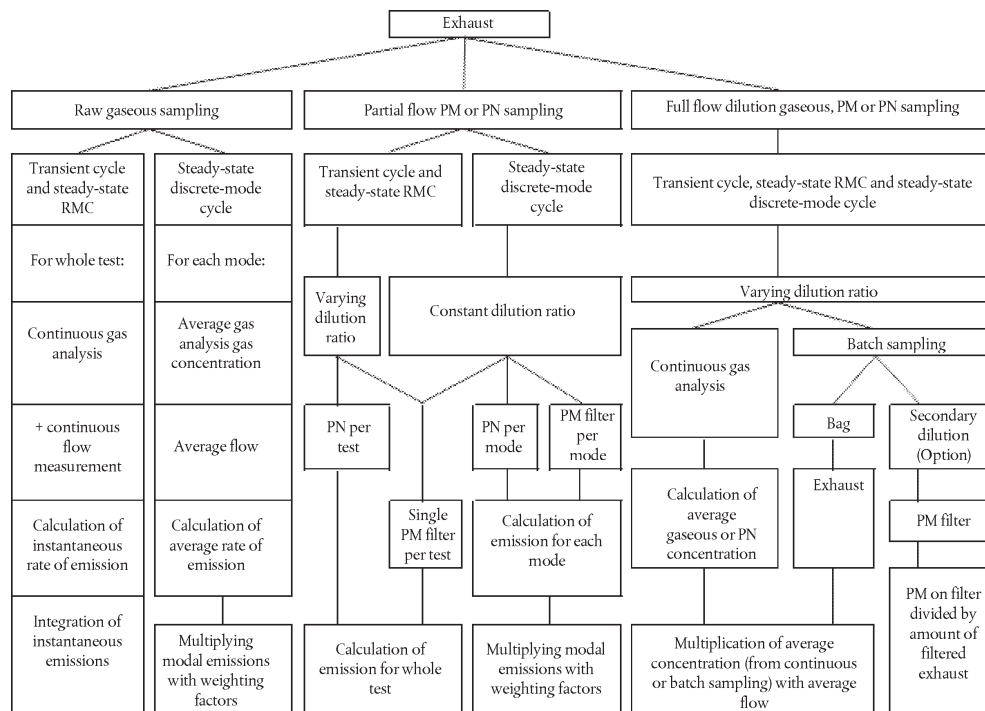 Exhaust
Raw gaseous sampling
Partial flow PM or PN sampling
Full flow dilution gaseous, PM or PN sampling
Transient cycle
and steady-state
RMC
Steady-state
discrete-mode
cycle
Transient cycle and
steady-state RMC
Steady-state
discrete-mode
cycle
Transient cycle, steady-state RMC and steady-state
discrete-mode cycle
For whole test:
For each mode:
Varying
dilution
ratio
Constant dilution ratio
Varying dilution ratio
Continuous gas
analysis
Average gas
analysis gas
concentration
Continuous gas
analysis
Batch sampling
+ continuous
flow
measurement
Average flow
PN per
test
PN per
mode
PM filter
per
mode
Bag
Secondary
dilution
(Option)
Calculation of
instantaneous
rate of emission
Calculation of
average rate of
emission
Single
PM filter
per test
Calculation of
emission for each
mode
Calculation of
average
gaseous or PN
concentration
Exhaust
PM filter
Integration of
instantaneous
emissions
Multiplying
modal emissions
with weighting
factors
Calculation of
emission for whole
test
Multiplying modal
emissions with
weighting factors
Multiplication of average
concentration (from continuous
or batch sampling) with average
flow
PM on filter
divided by
amount of
filtered
exhaust